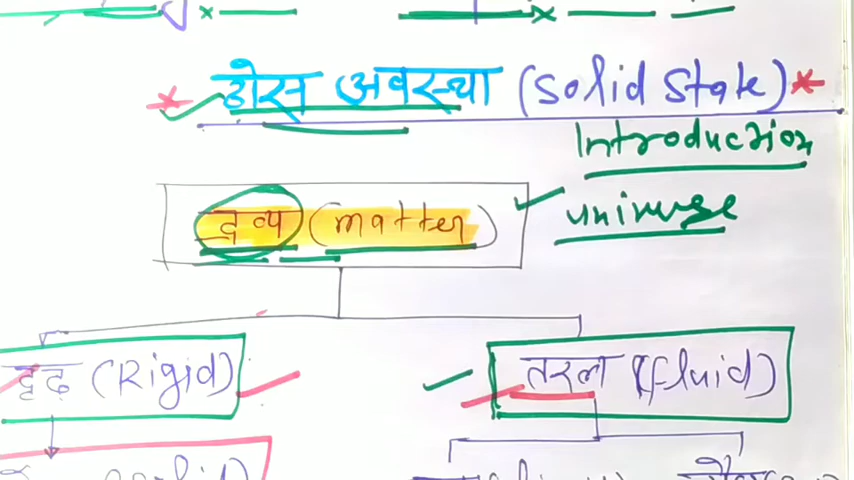 ठोस अवस्था (Solid State)
Introduction
universe
द्रव्य (matter)
दृढ़ (Rigid)
तरल (fluid)